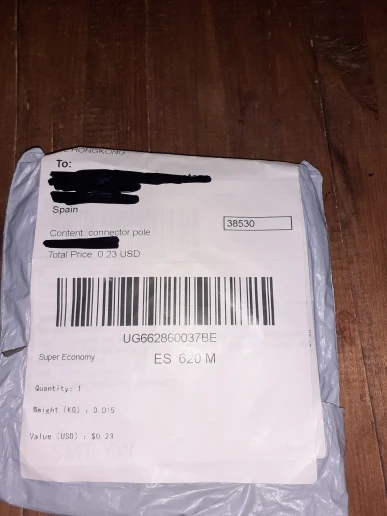 HONGKONG
To:
Spain
38530
Content: connector pole
Total Price: 0.23 USD
UG662860037BE
Super Economy
ES 620 M
Quantity: 1
Weight (KG) : 0.015
Value (USD) : $0.23